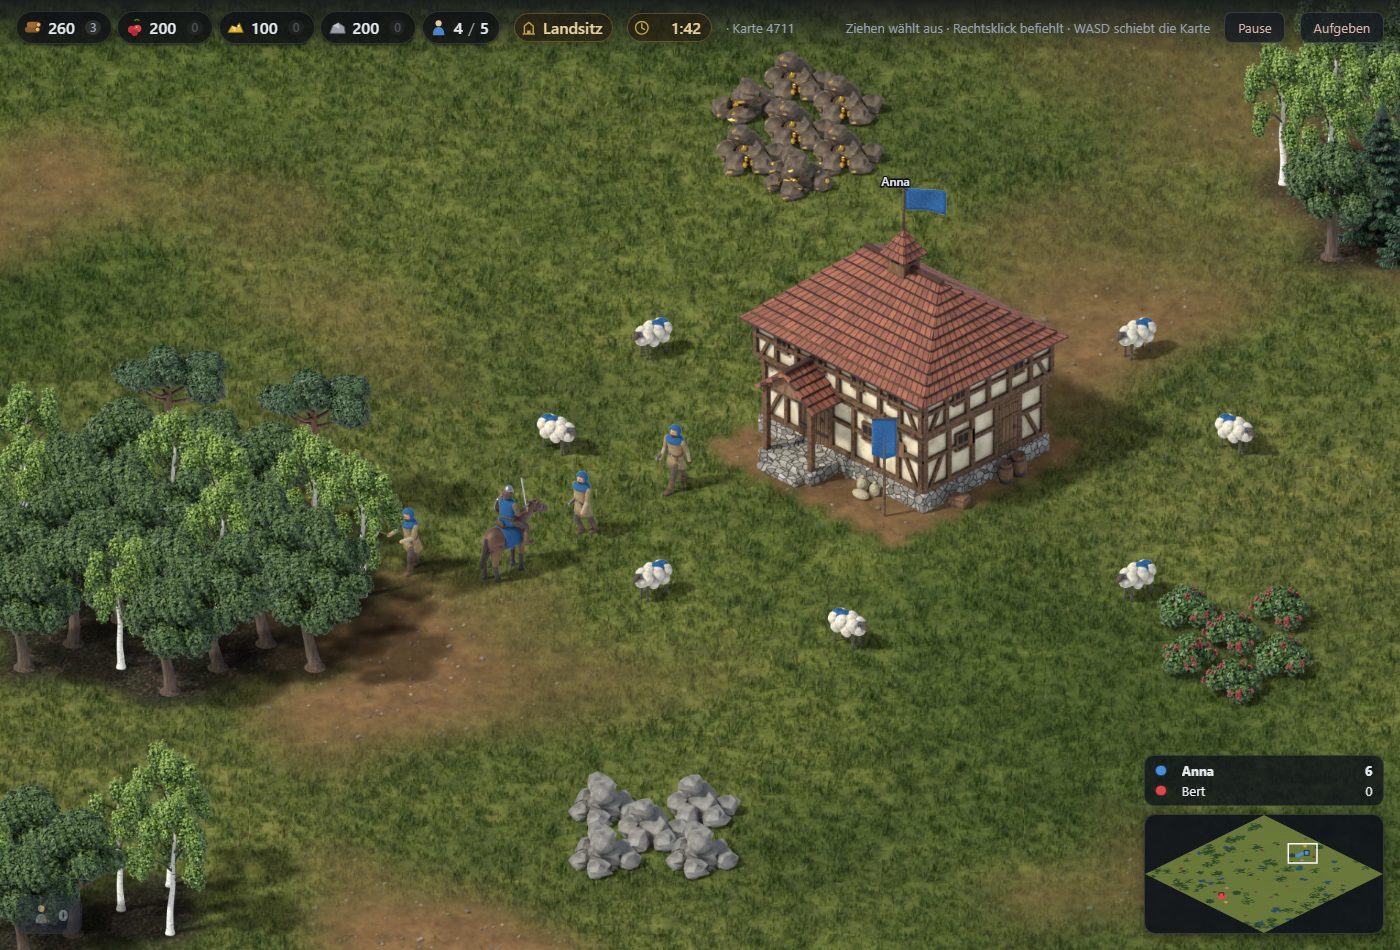 260 3 200 0 100 0 200 0 4 / 5 Landsitz 1:42 · Karte 4711 Ziehen wählt aus · Rechtsklick befiehlt · WASD schiebt die Karte Pause Aufgeben
Anna
Anna 6
Bert 0
0